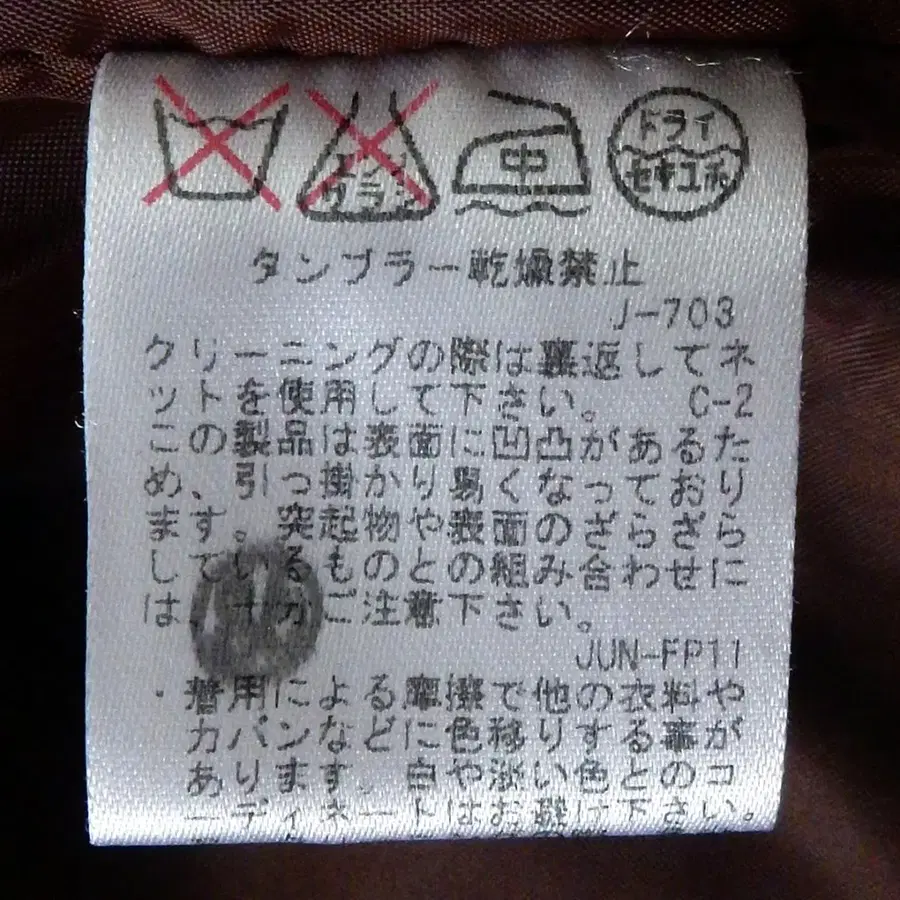 中
ドライ
セキユ系
タンブラー乾燥禁止
J-703
クリーニングの際は裏返してネ
ットを使用して下さい。 C-2
この製品は表面に凹凸があるた
め、引っ掛かり易くなっており
ます。突起物や表面のざらざら
しているものとの組み合わせに
は、十分ご注意下さい。
JUN-FP11
・着用による摩擦で他の衣料や
カバンなどに色移りする事が
あります。白や淡い色とのコ
ーディネートはお避け下さい。